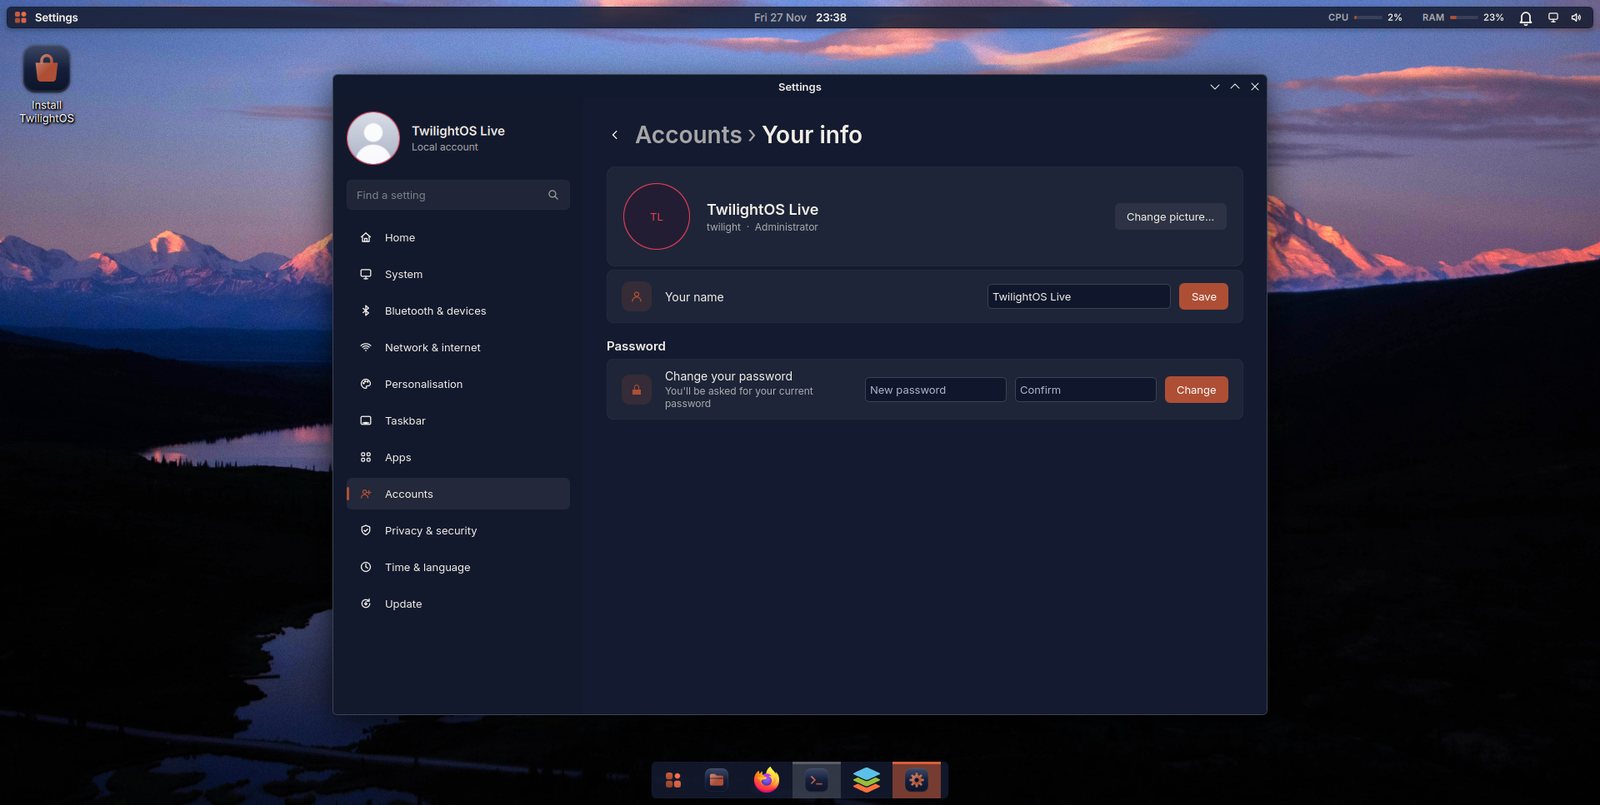 Settings
Fri 27 Nov 23:38
CPU 2% RAM 23%
Install
TwilightOS
Settings
TwilightOS Live
Local account
Find a setting
Home
System
Bluetooth & devices
Network & internet
Personalisation
Taskbar
Apps
Accounts
Privacy & security
Time & language
Update
Accounts › Your info
TL
TwilightOS Live
twilight · Administrator
Change picture...
Your name
TwilightOS Live
Save
Password
Change your password
You'll be asked for your current
password
New password
Confirm
Change